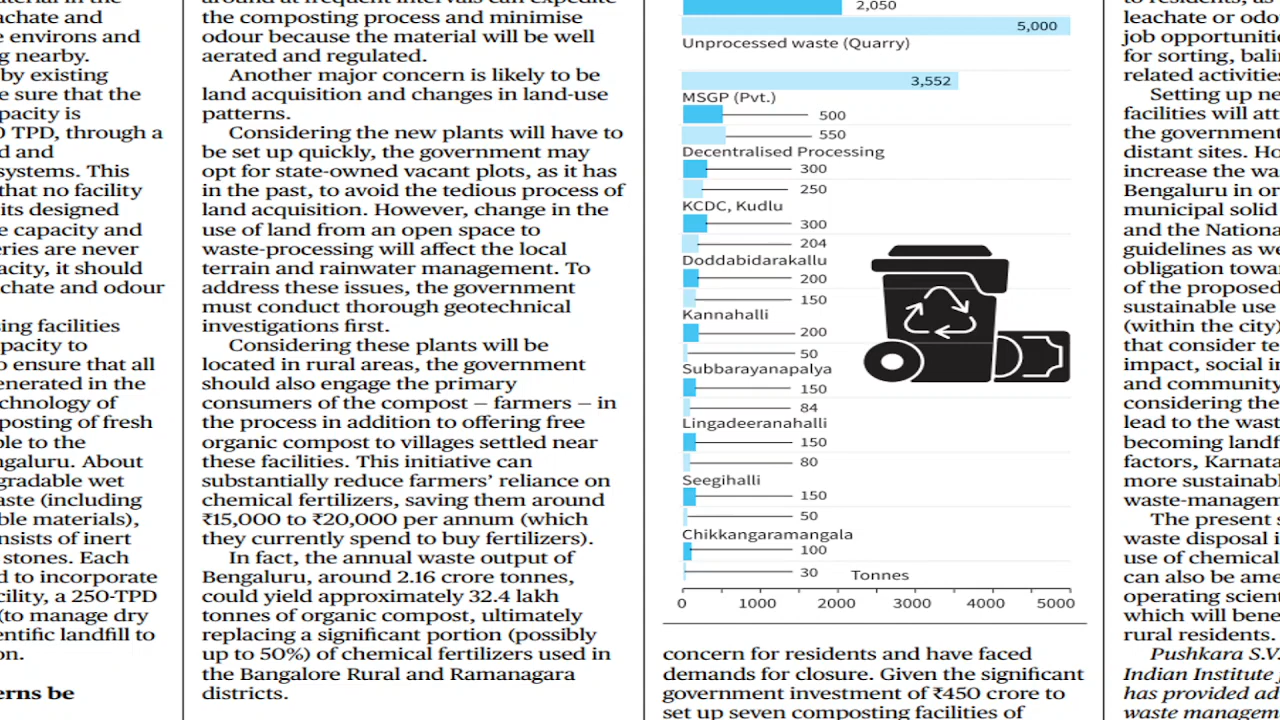 aterial in the
achate and
e environs and
g nearby.
by existing
e sure that the
pacity is
0 TPD, through a
d and
systems. This
that no facility
its designed
e capacity and
eries are never
acity, it should
chate and odour
sing facilities
pacity to
o ensure that all
enerated in the
chnology of
posting of fresh
ble to the
ngaluru. About
gradable wet
aste (including
ble materials),
nsists of inert
stones. Each
d to incorporate
cility, a 250-TPD
(to manage dry
entific landfill to
on.
erns be
around at frequent intervals can expedite
the composting process and minimise
odour because the material will be well
aerated and regulated.
Another major concern is likely to be
land acquisition and changes in land-use
patterns.
Considering the new plants will have to
be set up quickly, the government may
opt for state-owned vacant plots, as it has
in the past, to avoid the tedious process of
land acquisition. However, change in the
use of land from an open space to
waste-processing will affect the local
terrain and rainwater management. To
address these issues, the government
must conduct thorough geotechnical
investigations first.
Considering these plants will be
located in rural areas, the government
should also engage the primary
consumers of the compost — farmers — in
the process in addition to offering free
organic compost to villages settled near
these facilities. This initiative can
substantially reduce farmers’ reliance on
chemical fertilizers, saving them around
₹15,000 to ₹20,000 per annum (which
they currently spend to buy fertilizers).
In fact, the annual waste output of
Bengaluru, around 2.16 crore tonnes,
could yield approximately 32.4 lakh
tonnes of organic compost, ultimately
replacing a significant portion (possibly
up to 50%) of chemical fertilizers used in
the Bangalore Rural and Ramanagara
districts.
2,050
5,000
Unprocessed waste (Quarry)
3,552
MSGP (Pvt.)
500
550
Decentralised Processing
300
250
KCDC, Kudlu
300
204
Doddabidarakallu
200
150
Kannahalli
200
50
Subbarayanapalya
150
84
Lingadeeranahalli
150
80
Seegihalli
150
50
Chikkangaramangala
100
30 Tonnes
0 1000 2000 3000 4000 5000
concern for residents and have faced
demands for closure. Given the significant
government investment of ₹450 crore to
set up seven composting facilities of
to residents, as
leachate or odo
job opportunitie
for sorting, balin
related activities
Setting up ne
facilities will att
the government
distant sites. Ho
increase the wa
Bengaluru in or
municipal solid
and the Nationa
guidelines as we
obligation towar
of the proposed
sustainable use
(within the city)
that consider te
impact, social in
and community
considering the
lead to the wast
becoming landf
factors, Karnata
more sustainabl
waste-managem
The present s
waste disposal i
use of chemical
can also be ame
operating scient
which will bene
rural residents.
Pushkara S.V.
Indian Institute f
has provided ad
waste managem